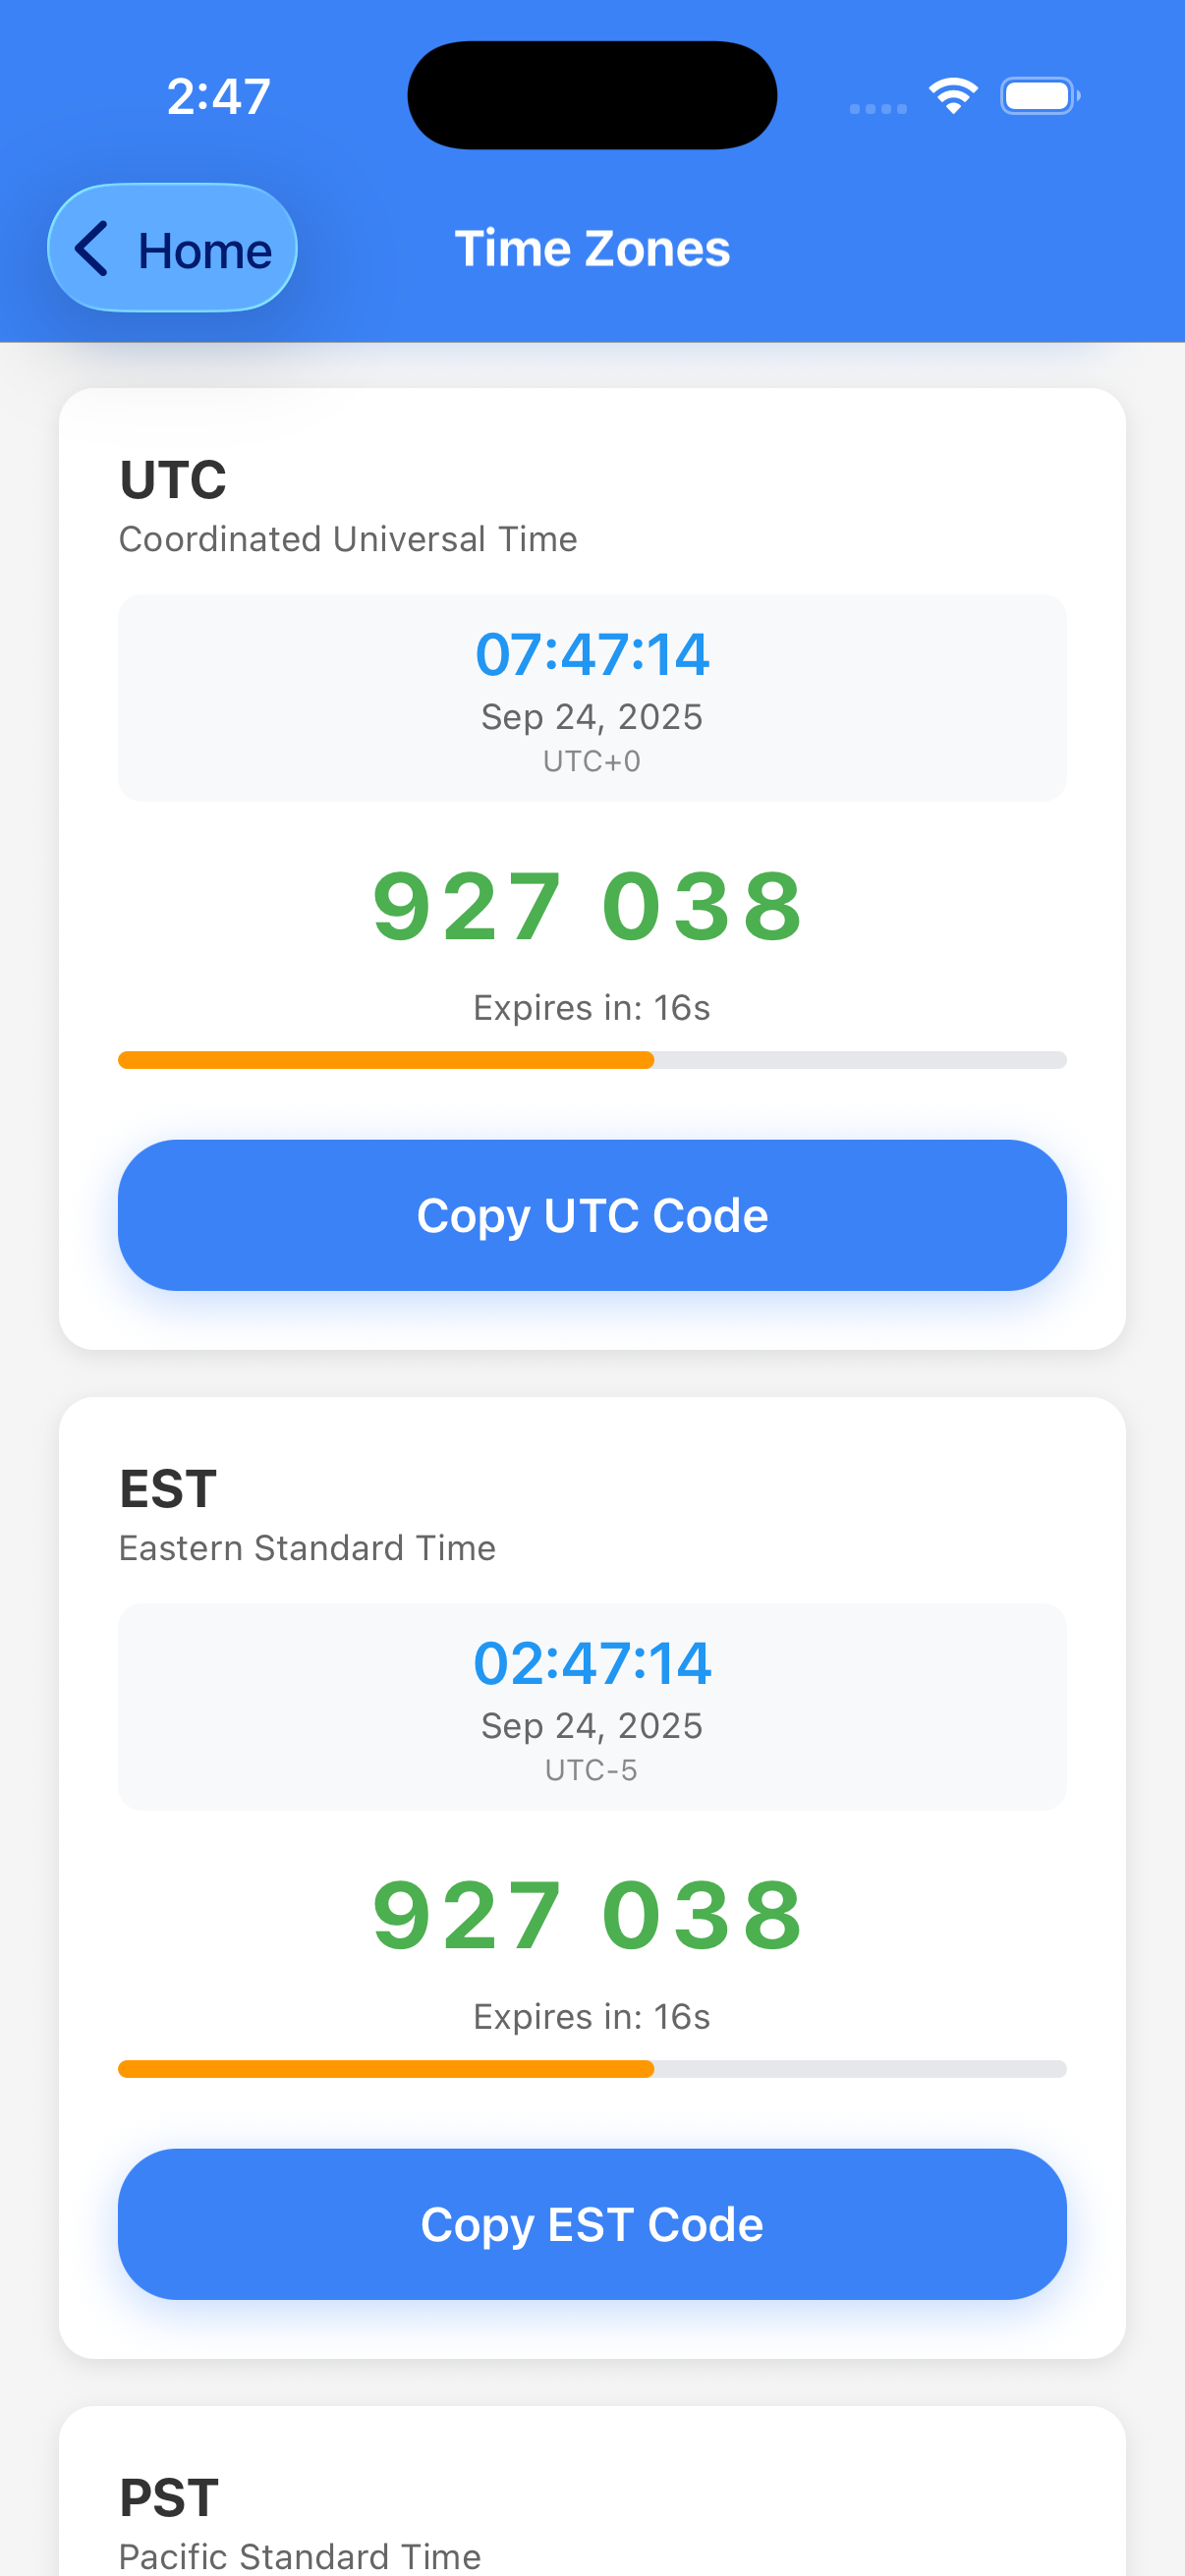 2:47
Home
Time Zones
UTC
Coordinated Universal Time
07:47:14
Sep 24, 2025
UTC+0
927 038
Expires in: 16s
Copy UTC Code
EST
Eastern Standard Time
02:47:14
Sep 24, 2025
UTC-5
927 038
Expires in: 16s
Copy EST Code
PST
Pacific Standard Time